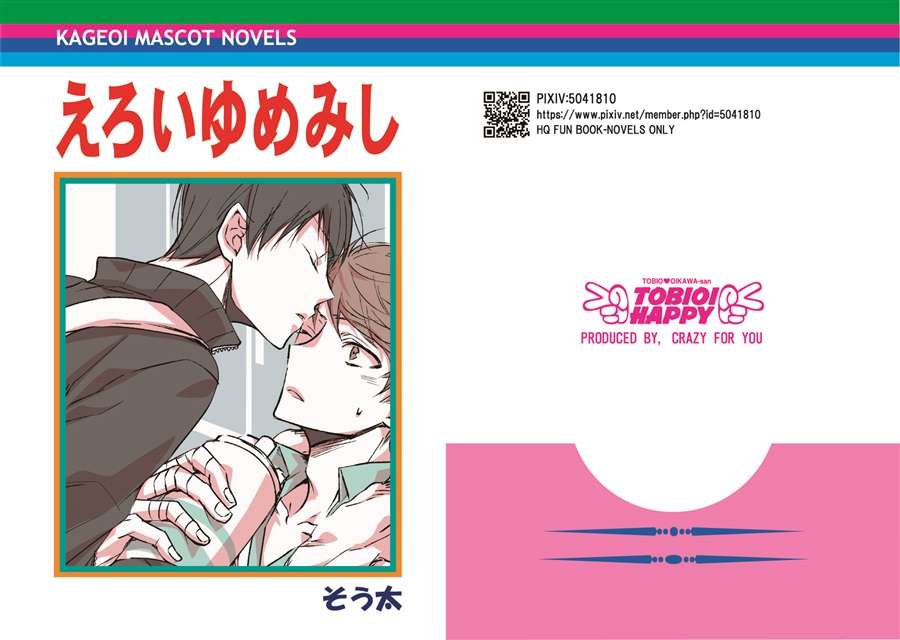 KAGEOI MASCOT NOVELS
えろいゆめみし
そう太
PIXIV:5041810
https://www.pixiv.net/member.php?id=5041810
HQ FUN BOOK-NOVELS ONLY
TOBIO♥OIKAWA-san
TOBIOI
HAPPY
PRODUCED BY, CRAZY FOR YOU